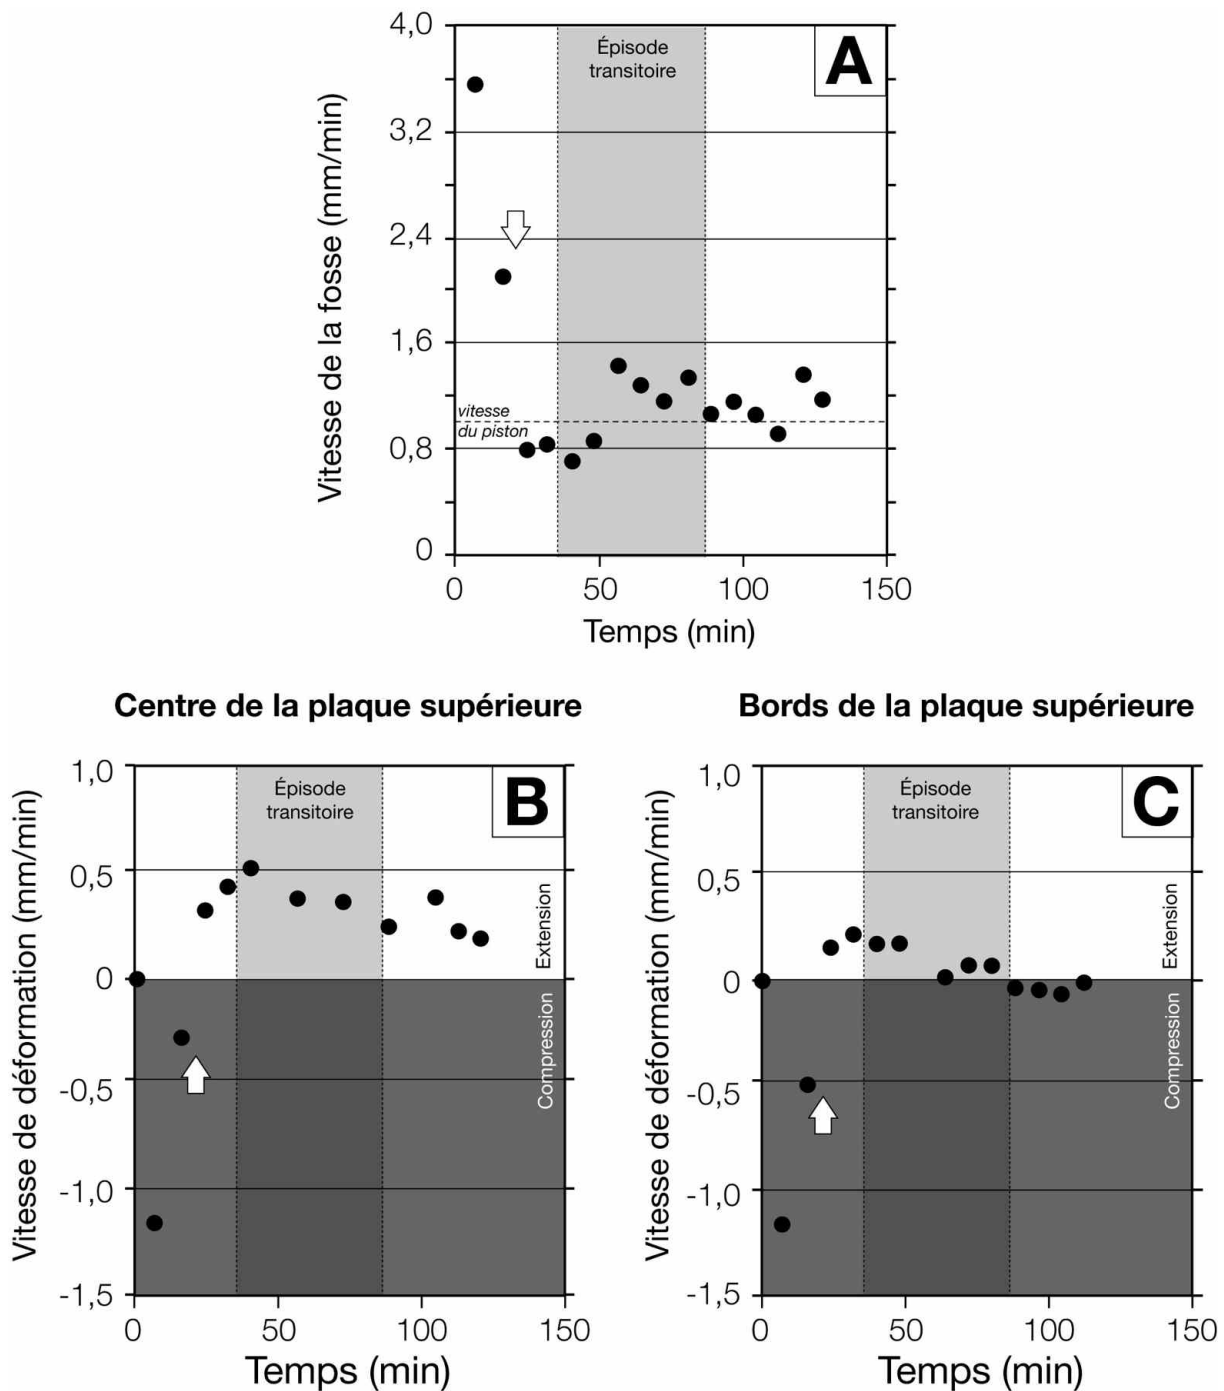 4,0
Épisode
transitoire
A
3,2
2,4
1,6
vitesse
du piston
0,8
0
Vitesse de la fosse (mm/min)
0 50 100 150
Temps (min)
Centre de la plaque supérieure
1,0
Épisode
transitoire
B
0,5
Extension
0
Compression
-0,5
-1,0
-1,5
Vitesse de déformation (mm/min)
0 50 100 150
Temps (min)
Bords de la plaque supérieure
1,0
Épisode
transitoire
C
0,5
Extension
0
Compression
-0,5
-1,0
-1,5
Vitesse de déformation (mm/min)
0 50 100 150
Temps (min)